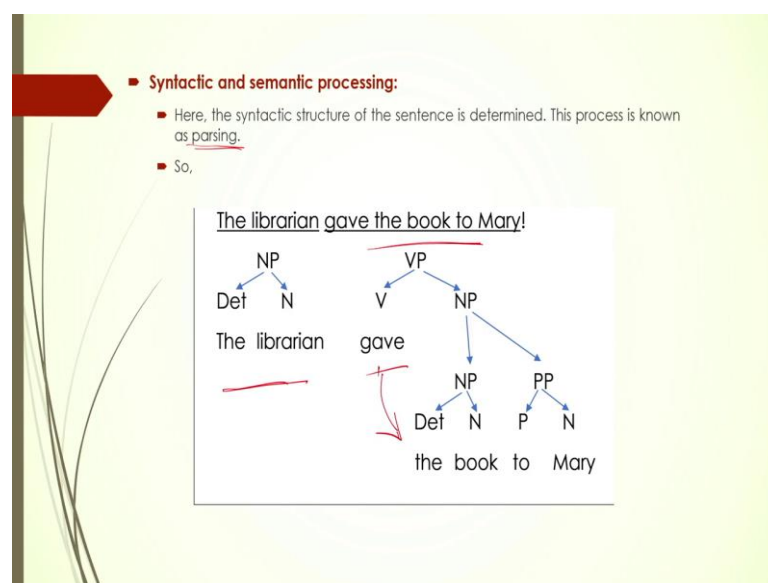 Syntactic and semantic processing:
Here, the syntactic structure of the sentence is determined. This process is known
as parsing.
So,
The librarian gave the book to Mary!
NP VP
Det N V NP
The librarian gave
NP PP
Det N P N
the book to Mary